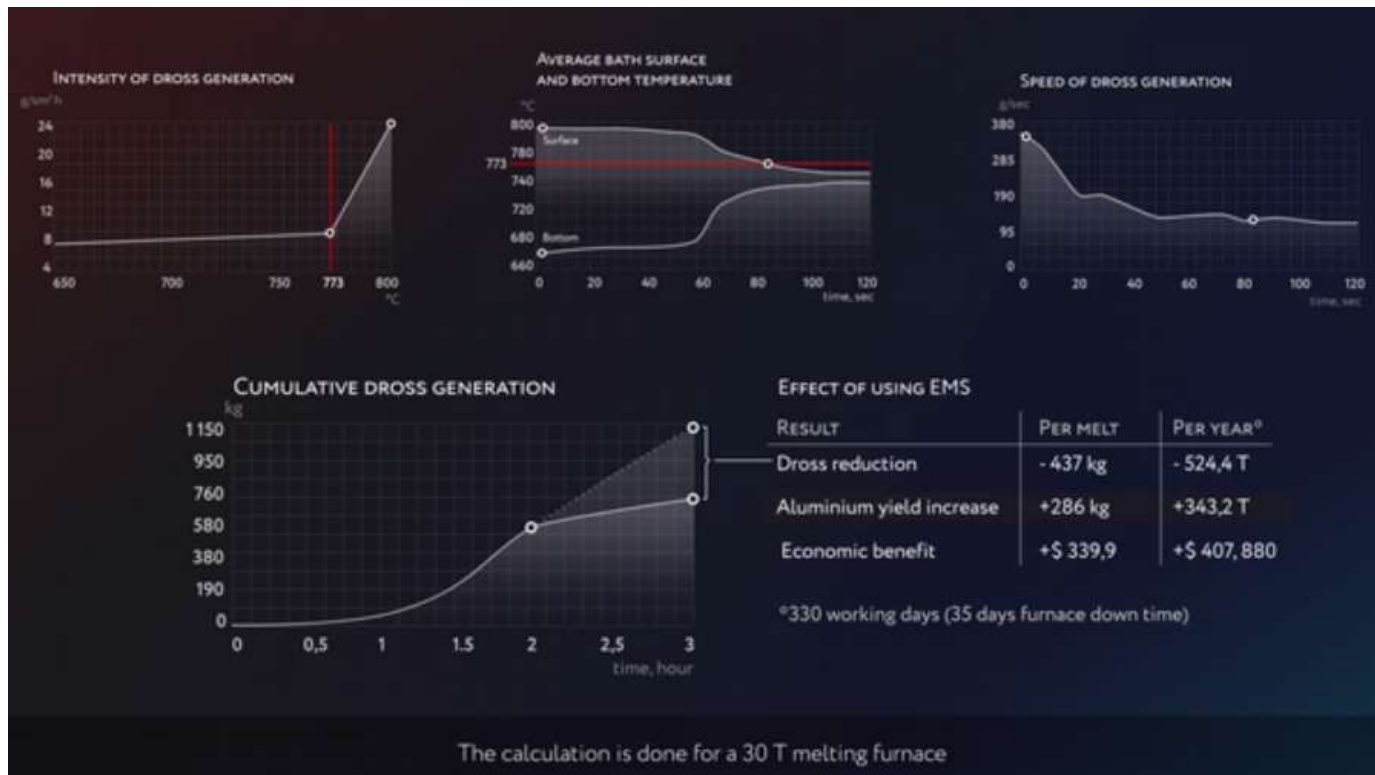 INTENSITY OF DROSS GENERATION
24
20
16
12
8
4
650 700 750 773 800
°C
AVERAGE BATH SURFACE
AND BOTTOM TEMPERATURE
°C
800
780
773
740
720
680
660
Surface
Bottom
0 20 40 60 80 100 120
time, sec
SPEED OF DROSS GENERATION
g/sec
380
285
190
95
0
0 20 40 60 80 100 120
time, sec
CUMULATIVE DROSS GENERATION
kg
1150
950
760
580
380
190
0
0 0,5 1 1.5 2 2,5 3
time, hour
EFFECT OF USING EMS
RESULT PER MELT PER YEAR°
Dross reduction - 437 kg - 524,4 T
Aluminium yield increase +286 kg +343,2 T
Economic benefit +$ 339,9 +$ 407, 880
°330 working days (35 days furnace down time)
The calculation is done for a 30 T melting furnace